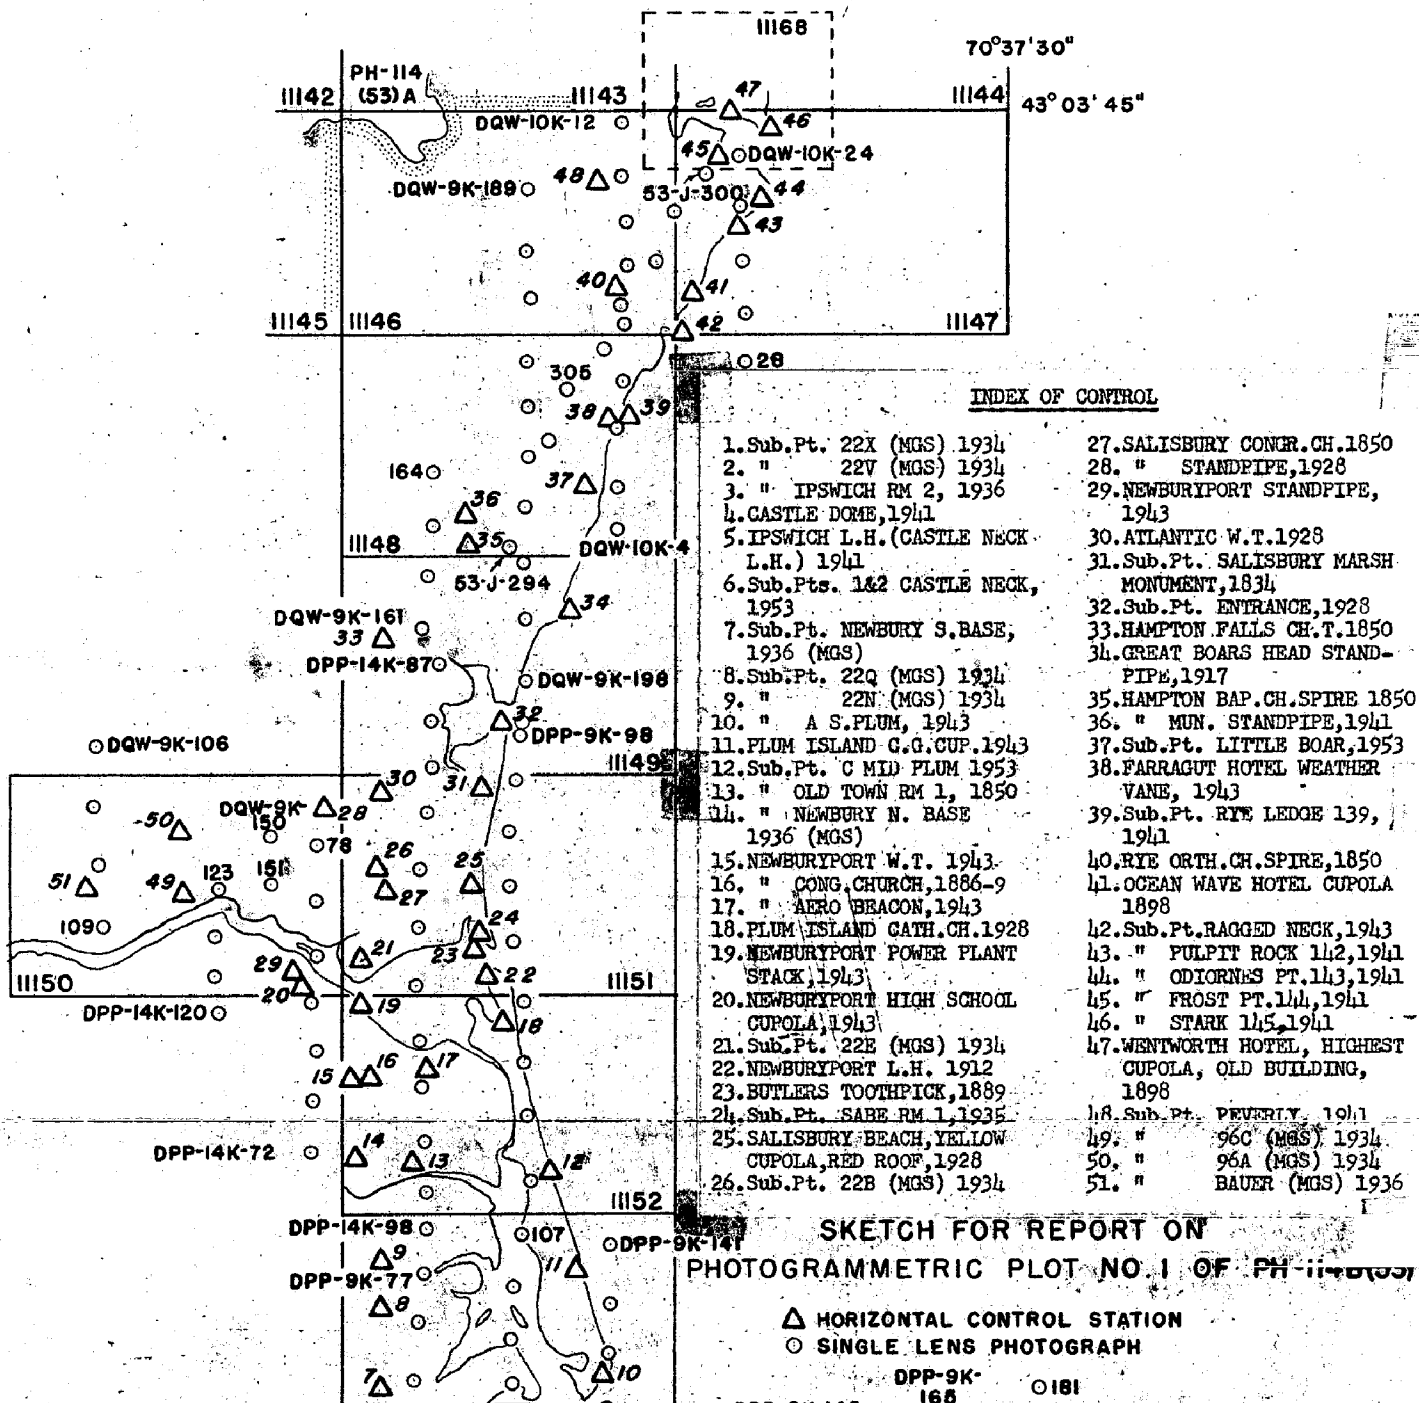 11168
70°37'30"
PH-114
11142 (53)A 11143 11144 43°03'45"
47
DQW-10K-12 46
45 DQW-10K-24
48
DQW-9K-189 53-J-300 44
43
40 41
11145 11146 42 11147
28
305
38 39
164 37
36
35
11148 DQW-10K-4
53-J-294
34
DQW-9K-161
33
DPP-14K-87
DQW-9K-198
32
DQW-9K-106 DPP-9K-98
11149
30 31
DQW-9K-150 28
50
78
26 25
51 49 123 151 27
109 24
21 23
29 22
11150 20 11151
DPP-14K-120 19 18
15 16 17
DPP-14K-72 14 13 12
11152
DPP-14K-98 107 DPP-9K-141
9 11
DPP-9K-77
8
7 10
INDEX OF CONTROL
1.Sub.Pt. 22X (MGS) 1934
2. " 22V (MGS) 1934
3. " IPSWICH RM 2, 1936
4.CASTLE DOME,1941
5.IPSWICH L.H.(CASTLE NECK
L.H.) 1941
6.Sub.Pts. 1&2 CASTLE NECK,
1953
7.Sub.Pt. NEWBURY S.BASE,
1936 (MGS)
8.Sub.Pt. 22Q (MGS) 1934
9. " 22N (MGS) 1934
10. " A S.PLUM, 1943
11.PLUM ISLAND C.G.CUP.1943
12.Sub.Pt. C MID PLUM 1953
13. " OLD TOWN RM 1, 1850
14. " NEWBURY N. BASE
1936 (MGS)
15.NEWBURYPORT W.T. 1943
16. " CONG.CHURCH,1886-9
17. " AERO BEACON,1943
18.PLUM ISLAND CATH.CH.1928
19.NEWBURYPORT POWER PLANT
STACK,1943
20.NEWBURYPORT HIGH SCHOOL
CUPOLA,1943
21.Sub.Pt. 22E (MGS) 1934
22.NEWBURYPORT L.H. 1912
23.BUTLERS TOOTHPICK,1889
24.Sub.Pt. SABE RM 1,1935
25.SALISBURY BEACH,YELLOW
CUPOLA,RED ROOF,1928
26.Sub.Pt. 22B (MGS) 1934
27.SALISBURY CONGR.CH.1850
28. " STANDPIPE,1928
29.NEWBURYPORT STANDPIPE,
1943
30.ATLANTIC W.T.1928
31.Sub.Pt. SALISBURY MARSH
MONUMENT,1834
32.Sub.Pt. ENTRANCE,1928
33.HAMPTON FALLS CH.T.1850
34.GREAT BOARS HEAD STAND-
PIPE,1917
35.HAMPTON BAP.CH.SPIRE 1850
36. " MUN. STANDPIPE,1941
37.Sub.Pt. LITTLE BOAR,1953
38.FARRAGUT HOTEL WEATHER
VANE, 1943
39.Sub.Pt. RYE LEDGE 139,
1941
40.RYE ORTH.CH.SPIRE,1850
41.OCEAN WAVE HOTEL CUPOLA
1898
42.Sub.Pt.RAGGED NECK,1943
43. " PULPIT ROCK 142,1941
44. " ODIORNES PT.143,1941
45. " FROST PT.144,1941
46. " STARK 145,1941
47.WENTWORTH HOTEL, HIGHEST
CUPOLA, OLD BUILDING,
1898
48.Sub.Pt. PEVERLY 1941
49. " 96C (MGS) 1934
50. " 96A (MGS) 1934
51. " BAUER (MGS) 1936
SKETCH FOR REPORT ON
PHOTOGRAMMETRIC PLOT NO.1 OF PH-114B(53)
HORIZONTAL CONTROL STATION
SINGLE LENS PHOTOGRAPH
DPP-9K-
165 181